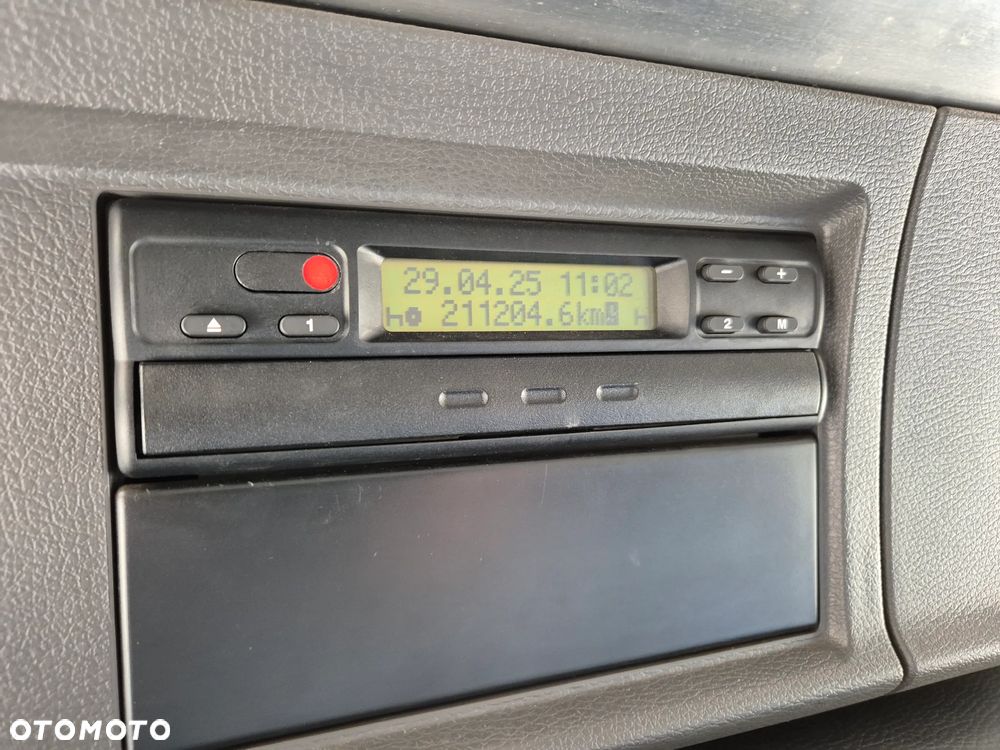 29.04.25 11:02
211204.6km
1
- +
2 M
OTOMOTO